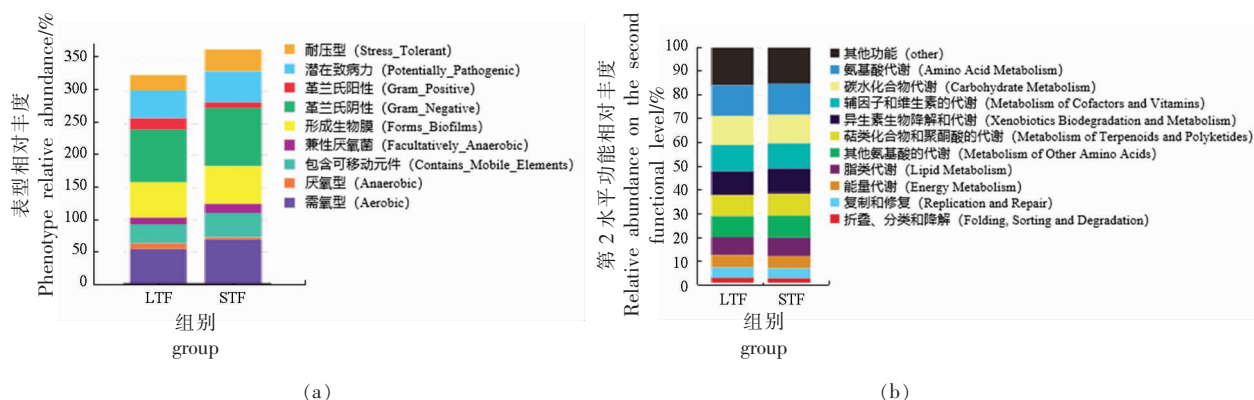 表型相对丰度/%
Phenotype relative abundance/%
350
300
250
200
150
100
50
0
LTF
STF
组别
group
耐压型（Stress_Tolerant）
潜在致病力（Potentially_Pathogenic）
革兰氏阳性（Gram_Positive）
革兰氏阴性（Gram_Negative）
形成生物膜（Forms_Biofilms）
兼性厌氧菌（Facultatively_Anaerobic）
包含可移动元件（Contains_Mobile_Elements）
厌氧型（Anaerobic）
需氧型（Aerobic）
(a)
第2水平功能相对丰度
Relative abundance on the second
functional level/%
100
90
80
70
60
50
40
30
20
10
0
LTF
STF
组别
group
其他功能（other）
氨基酸代谢（Amino Acid Metabolism）
碳水化合物代谢（Carbohydrate Metabolism）
辅因子和维生素的代谢（Metabolism of Cofactors and Vitamins）
异生素生物降解和代谢（Xenobiotics Biodegradation and Metabolism）
萜类化合物和聚酮酸的代谢（Metabolism of Terpenoids and Polyketides）
其他氨基酸的代谢（Metabolism of Other Amino Acids）
脂类代谢（Lipid Metabolism）
能量代谢（Energy Metabolism）
复制和修复（Replication and Repair）
折叠、分类和降解（Folding, Sorting and Degradation）
(b)